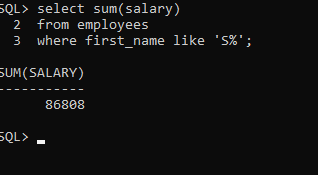 SQL> select sum(salary)
  2  from employees
  3  where first_name like 'S%';
SUM(SALARY)
-----------
      86808
SQL>